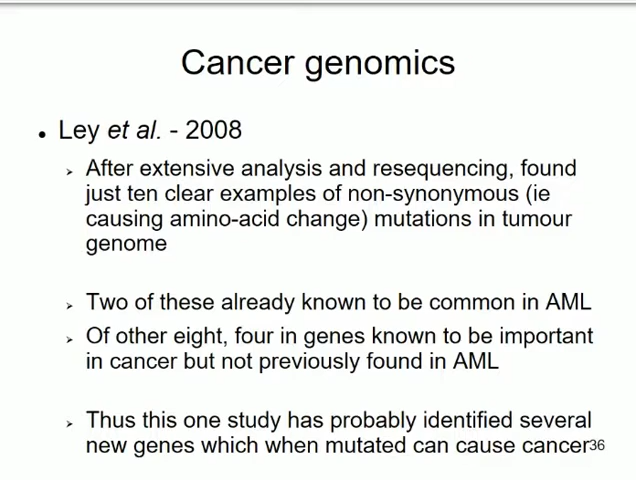 Cancer genomics
• Ley et al. - 2008
➢ After extensive analysis and resequencing, found
just ten clear examples of non-synonymous (ie
causing amino-acid change) mutations in tumour
genome
➢ Two of these already known to be common in AML
➢ Of other eight, four in genes known to be important
in cancer but not previously found in AML
➢ Thus this one study has probably identified several
new genes which when mutated can cause cancer
36